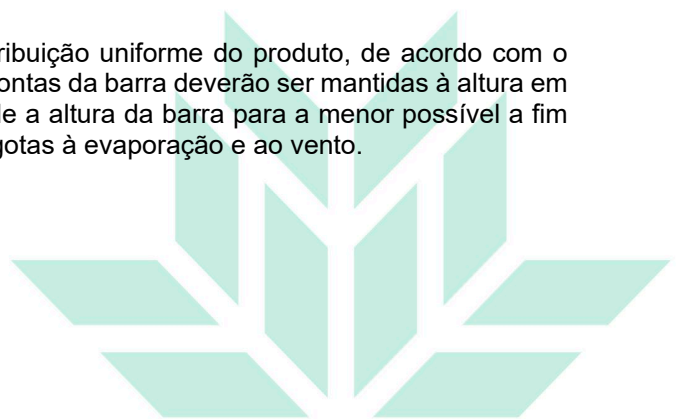 ribuição uniforme do produto, de acordo com o
ontas da barra deverão ser mantidas à altura em
le a altura da barra para a menor possível a fim
gotas à evaporação e ao vento.